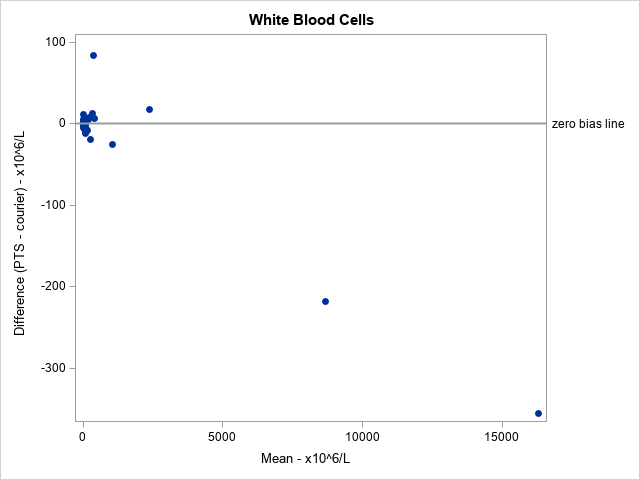 White Blood Cells
100
0
-100
-200
-300
Difference (PTS - courier) - x10^6/L
zero bias line
0
5000
10000
15000
Mean - x10^6/L